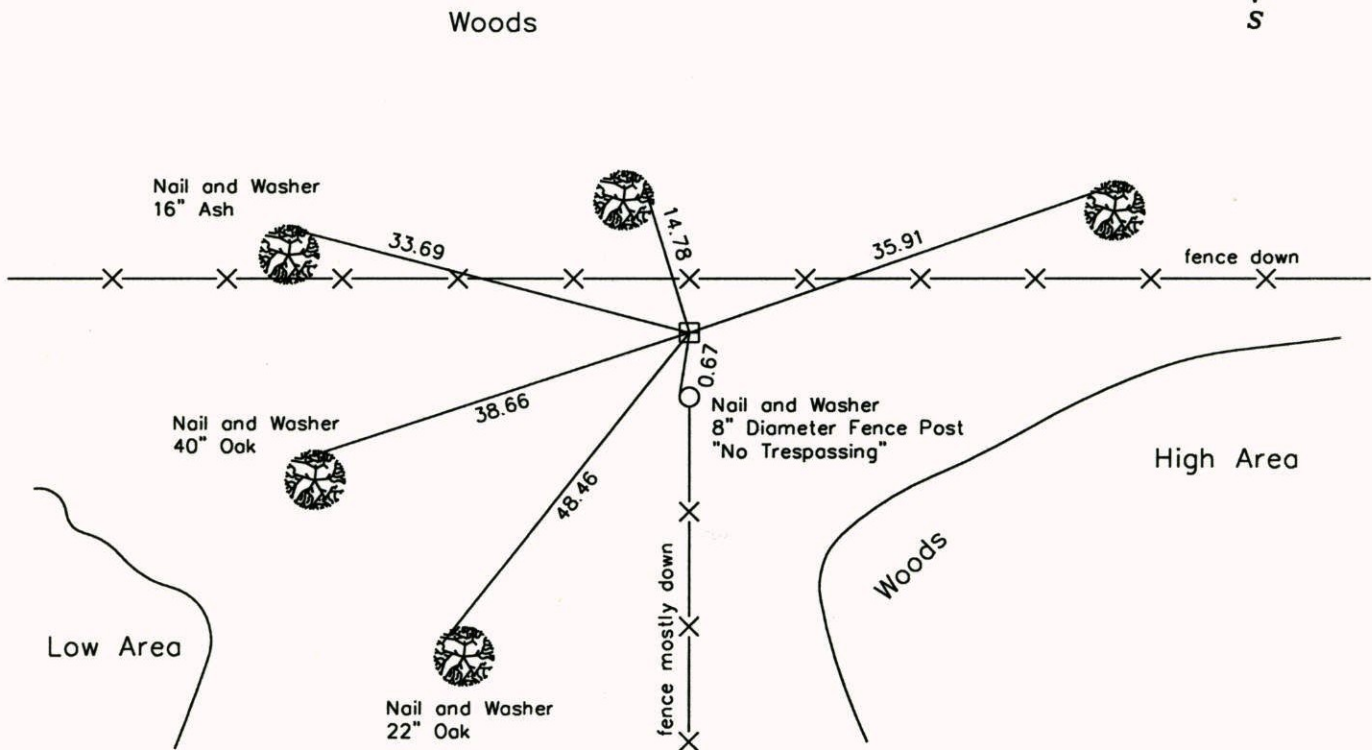 S
Woods
Nail and Washer
16" Ash
33.69
14.78
35.91
fence down
0.67
Nail and Washer
8" Diameter Fence Post
"No Trespassing"
38.66
Nail and Washer
40" Oak
High Area
48.46
Woods
fence mostly down
Low Area
Nail and Washer
22" Oak